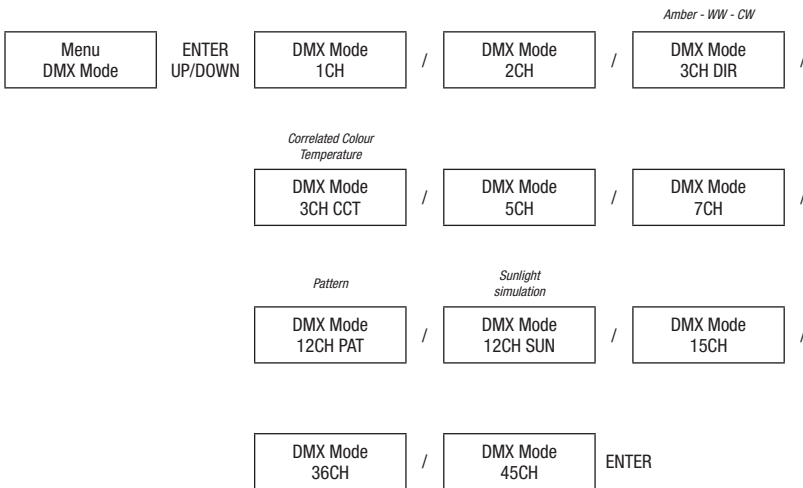 Amber - WW - CW
Menu
DMX Mode
ENTER
UP/DOWN
DMX Mode
1CH
/
DMX Mode
2CH
/
DMX Mode
3CH DIR
/
Correlated Colour
Temperature
DMX Mode
3CH CCT
/
DMX Mode
5CH
/
DMX Mode
7CH
/
Pattern
DMX Mode
12CH PAT
/
Sunlight
simulation
DMX Mode
12CH SUN
/
DMX Mode
15CH
/
DMX Mode
36CH
/
DMX Mode
45CH
ENTER